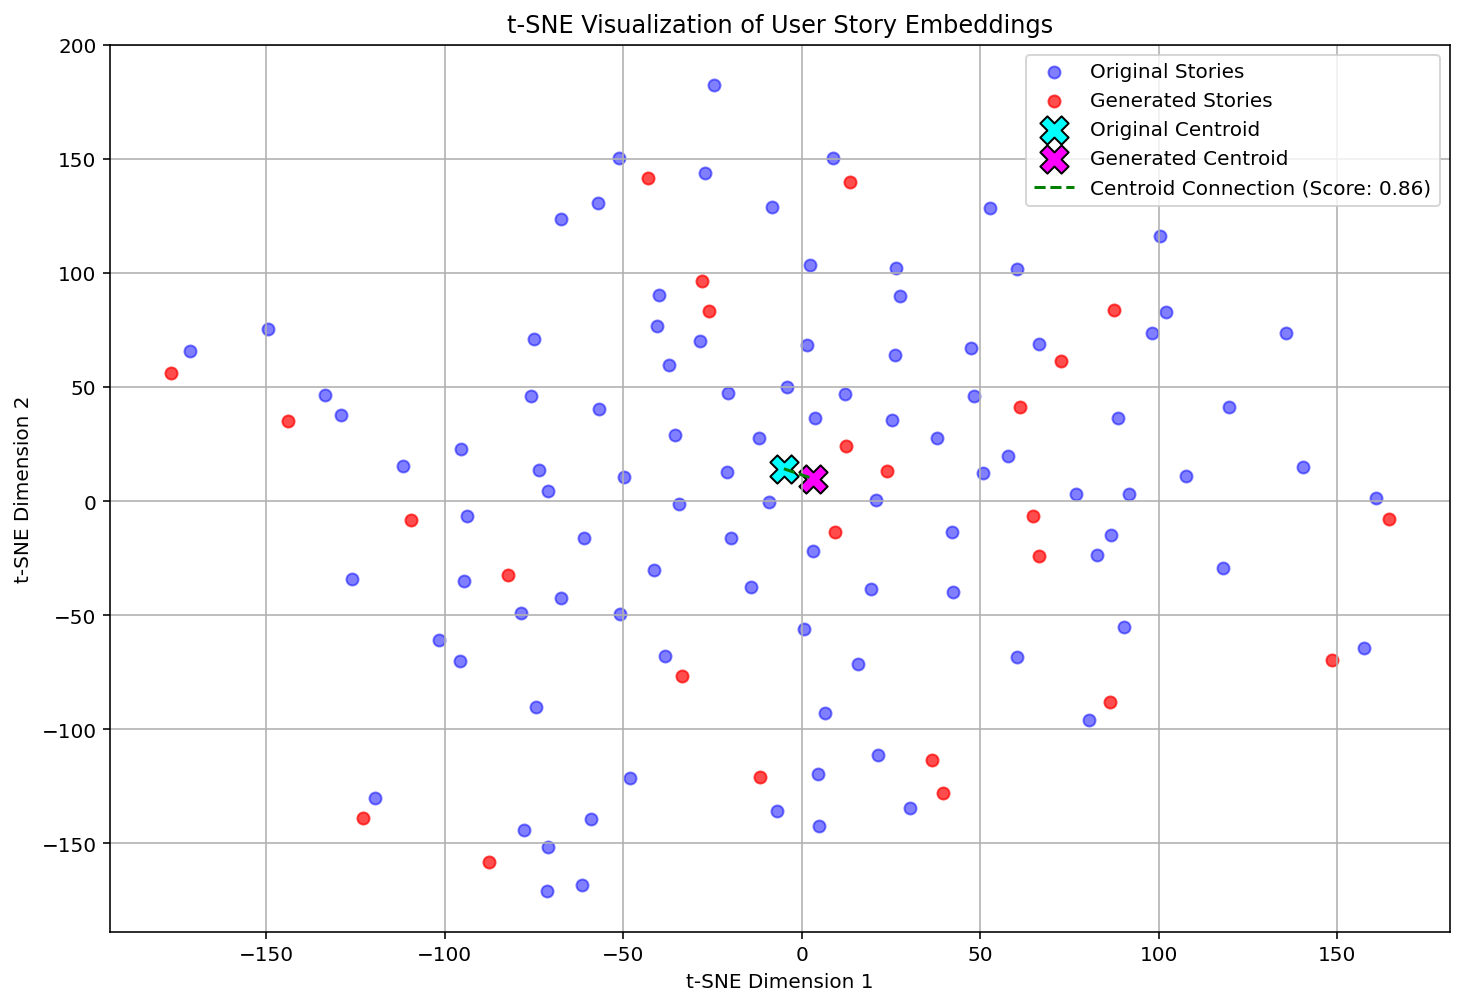 t-SNE Visualization of User Story Embeddings
Original Stories
Generated Stories
Original Centroid
Generated Centroid
Centroid Connection (Score: 0.86)
t-SNE Dimension 2
200
150
100
50
0
−50
−100
−150
−150
−100
−50
0
50
100
150
t-SNE Dimension 1